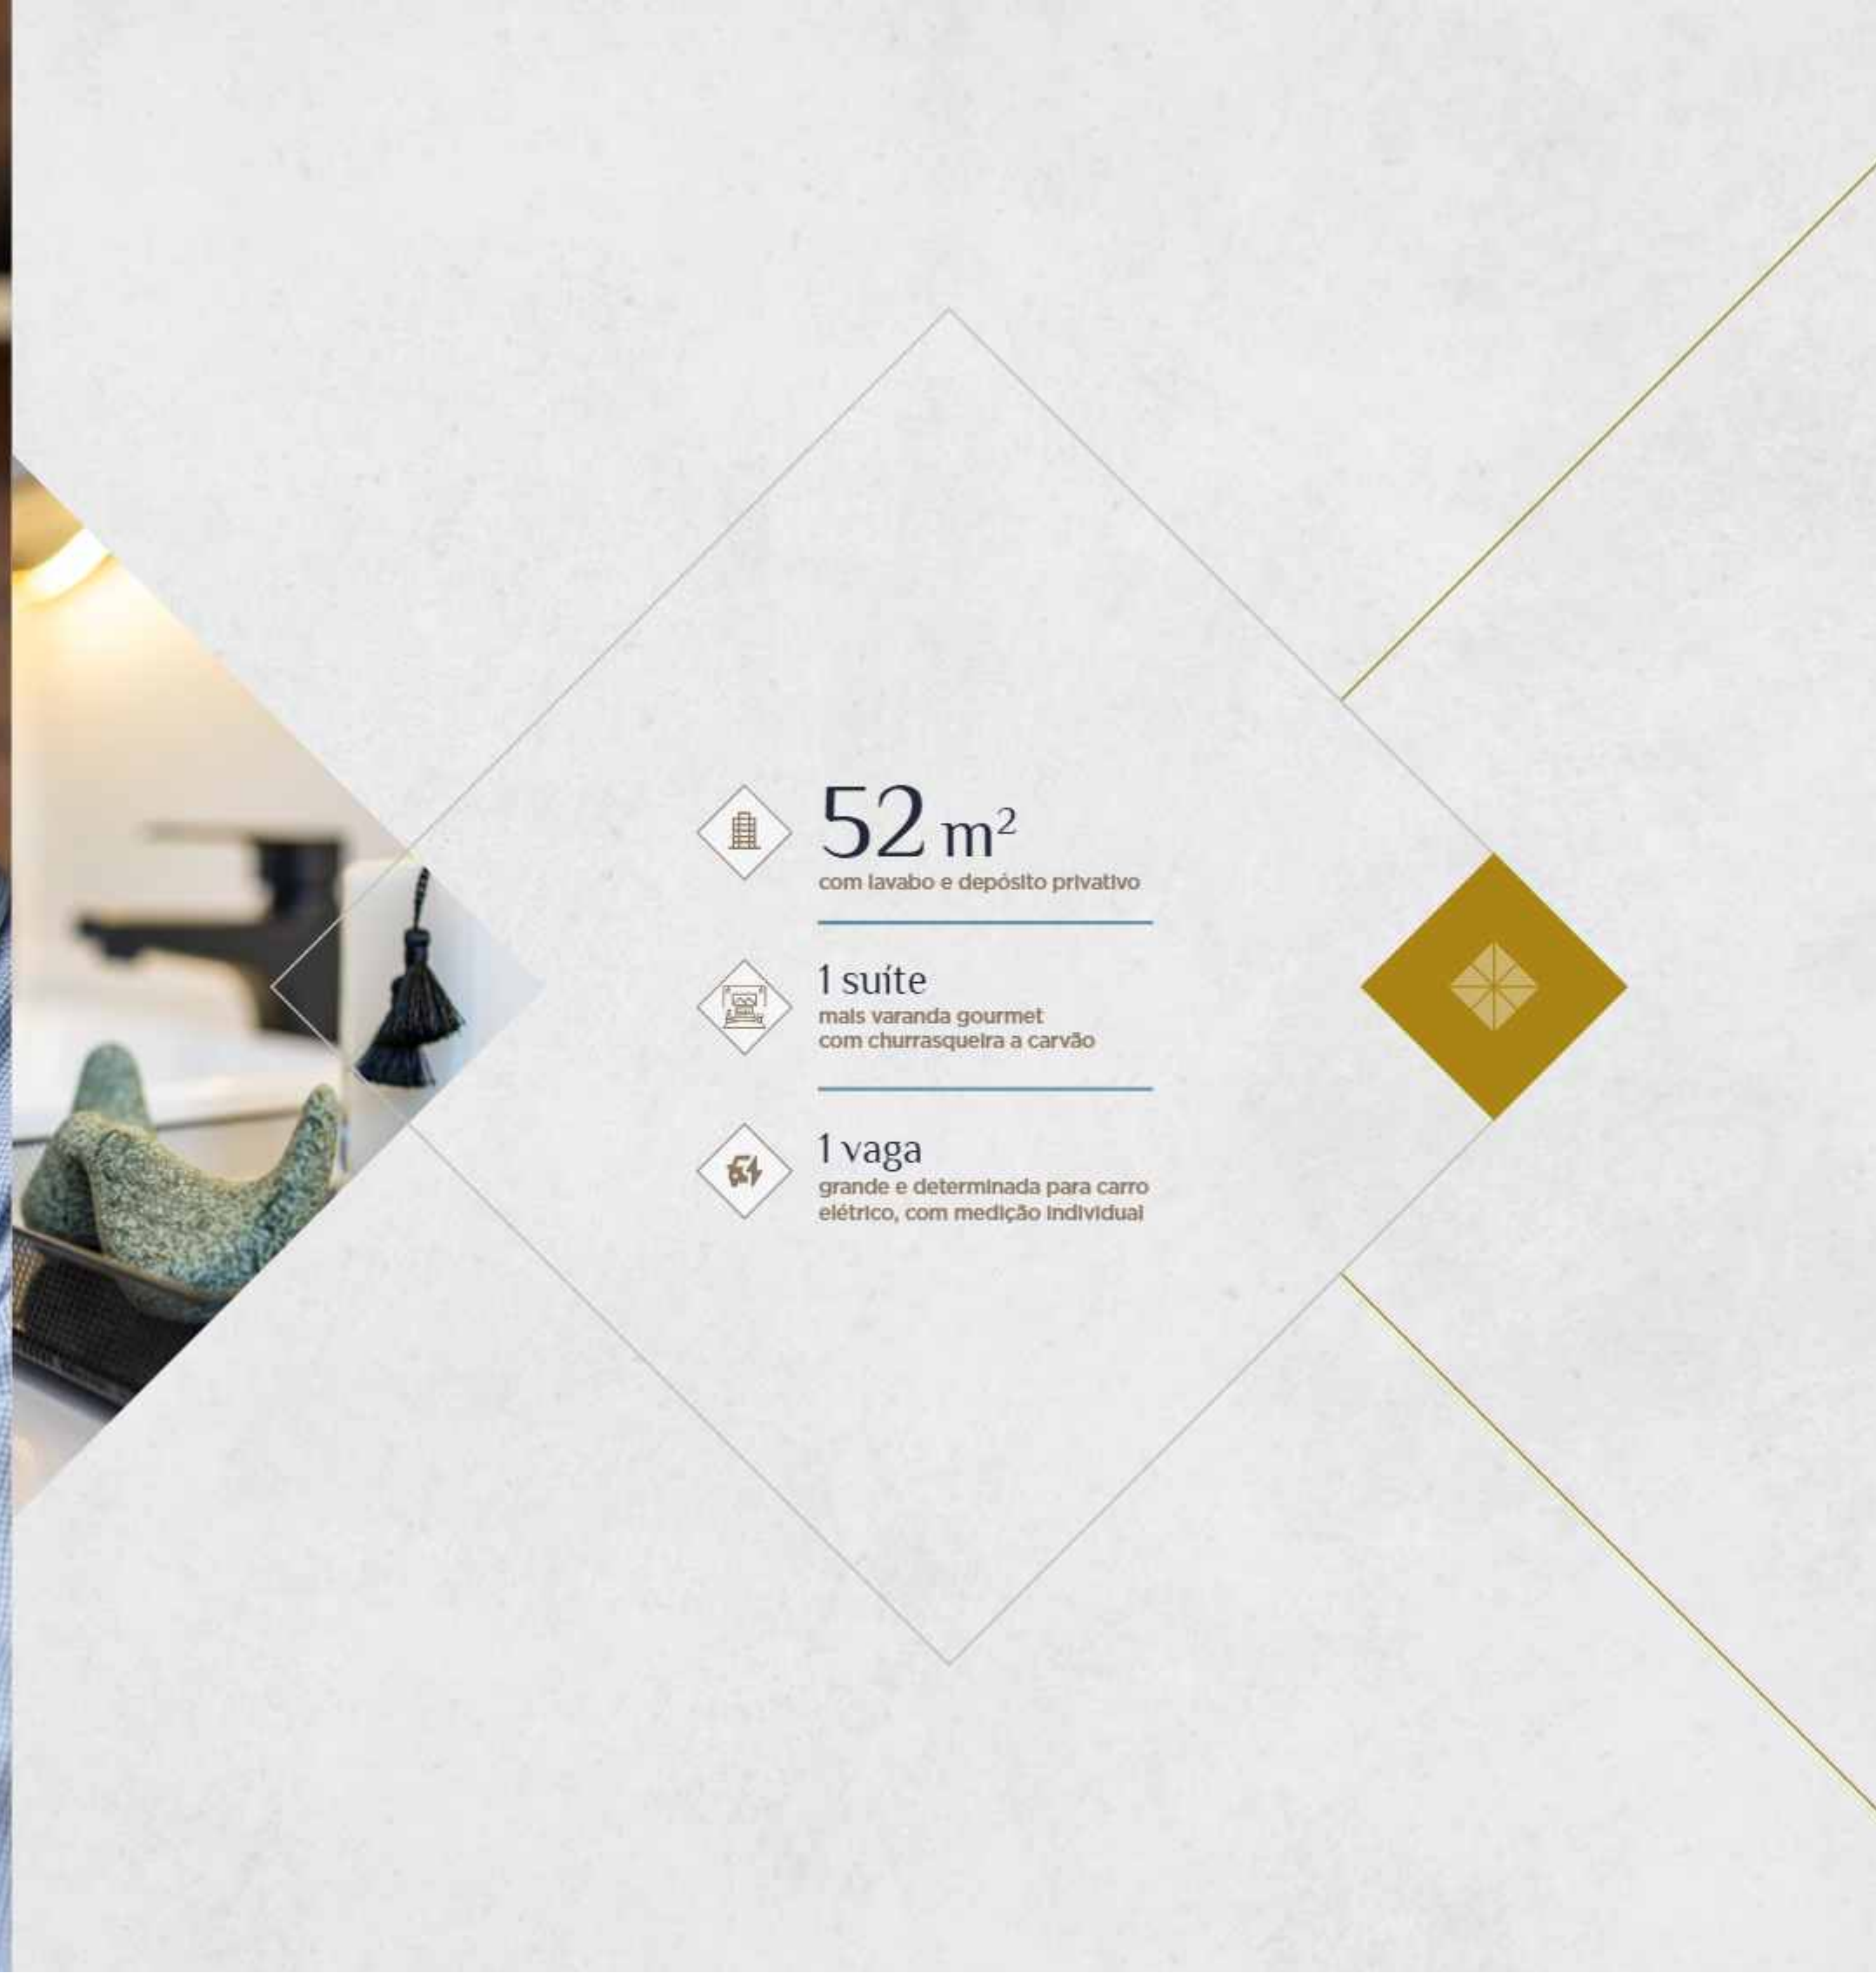 52 m²
com lavabo e depósito privativo
1 suíte
mais varanda gourmet
com churrasqueira a carvão
1 vaga
grande e determinada para carro
elétrico, com medição individual